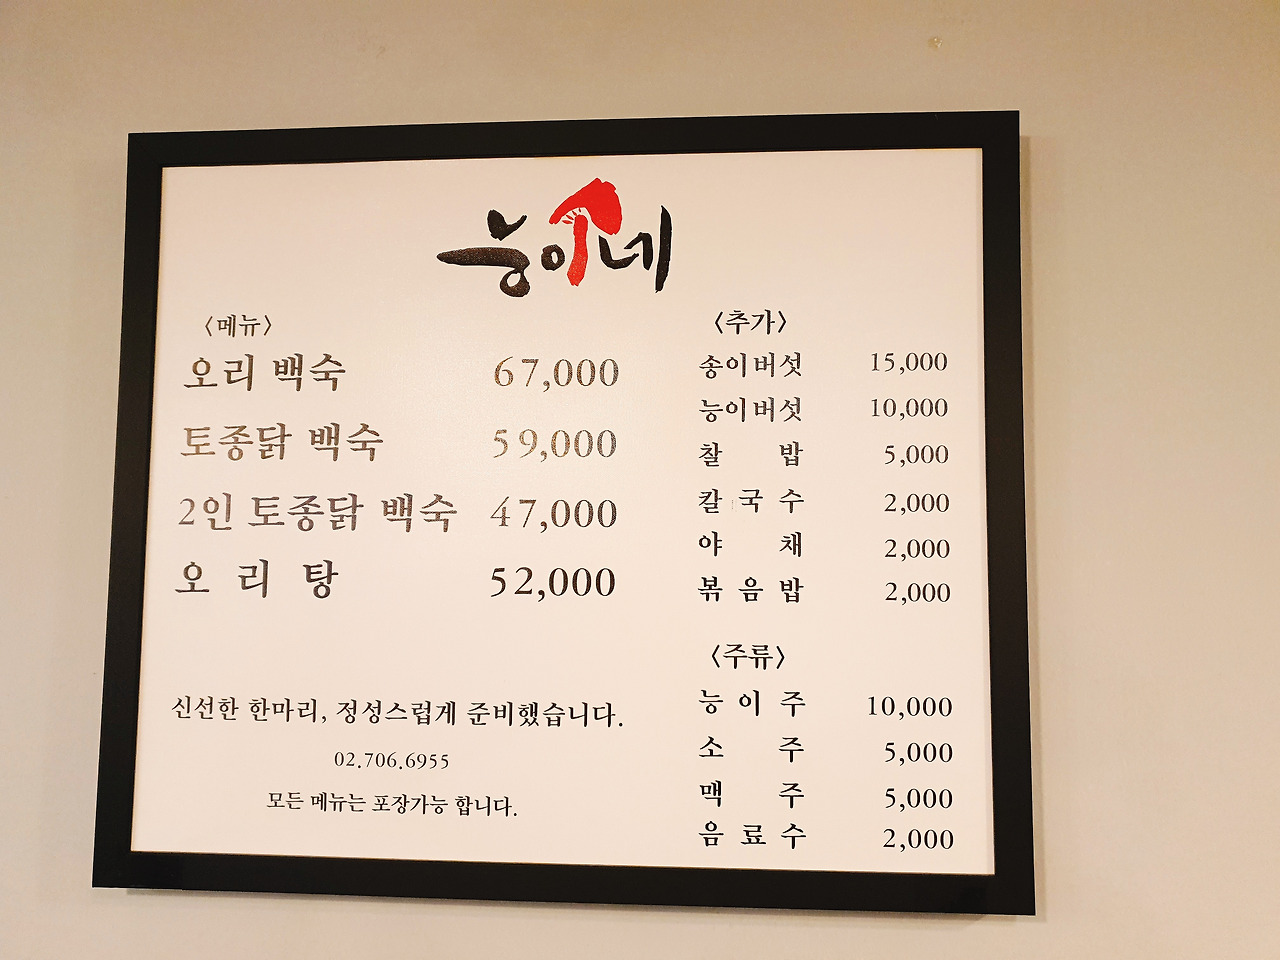 능이네
〈메뉴〉
오리 백숙 67,000
토종닭 백숙 59,000
2인 토종닭 백숙 47,000
오 리 탕 52,000
신선한 한마리, 정성스럽게 준비했습니다.
02.706.6955
모든 메뉴는 포장가능 합니다.
〈추가〉
송이버섯 15,000
능이버섯 10,000
찰 밥 5,000
칼 국 수 2,000
야 채 2,000
볶 음 밥 2,000
〈주류〉
능 이 주 10,000
소 주 5,000
맥 주 5,000
음 료 수 2,000